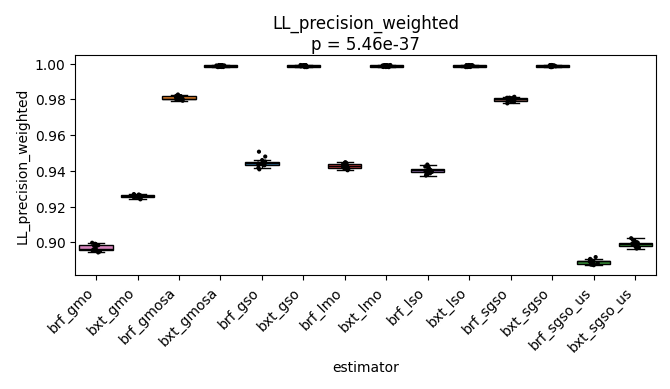 LL_precision_weighted
p = 5.46e-37
LL_precision_weighted
1.00
0.98
0.96
0.94
0.92
0.90
brf_gmo
bxt_gmo
brf_gmosa
bxt_gmosa
brf_gso
bxt_gso
brf_lmo
bxt_lmo
brf_lso
bxt_lso
brf_sgso
bxt_sgso
brf_sgso_us
bxt_sgso_us
estimator